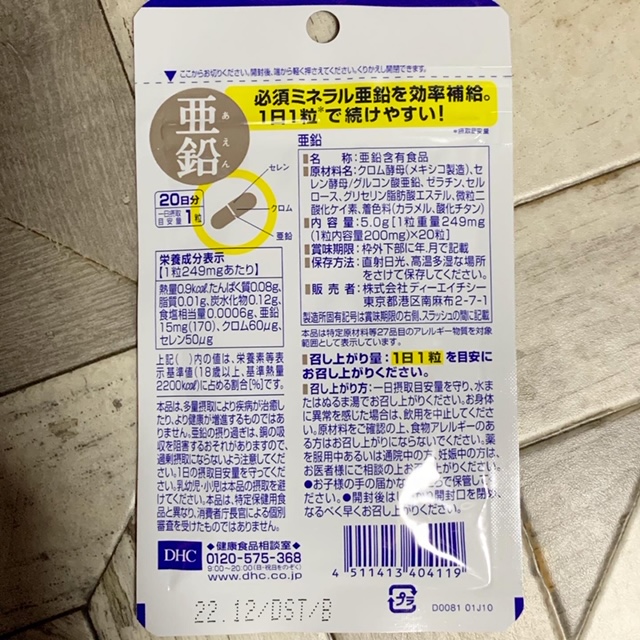 ここからお切りください。開封後、端から軽く押さえてください。くりかえし開閉できます。
亜鉛
あえん
必須ミネラル亜鉛を効率補給。
1日1粒*で続けやすい!
*摂取目安量
20日分
一日摂取目安量 1粒
セレン
クロム
亜鉛
栄養成分表示
【1粒249mgあたり】
熱量0.9kcal、たんぱく質0.08g、
脂質0.01g、炭水化物0.12g、
食塩相当量0.0006g、亜鉛
15mg(170)、クロム60μg、
セレン50μg
上記( )内の値は、栄養素等表
示基準値(18歳以上、基準熱量
2200kcal)に占める割合[%]です。
本品は、多量摂取により疾病が治癒し
たり、より健康が増進するものではあ
りません。亜鉛の摂り過ぎは、銅の吸収
を阻害するおそれがありますので、
過剰摂取にならないよう注意してくださ
い。1日の摂取目安量を守ってくださ
い。乳幼児・小児は本品の摂取を避
けてください。本品は、特定保健用食品
と異なり、消費者庁長官による個別
審査を受けたものではありません。
亜鉛
名称:亜鉛含有食品
原材料名:クロム酵母(メキシコ製造)、セ
レン酵母/グルコン酸亜鉛、ゼラチン、セル
ロース、グリセリン脂肪酸エステル、微粒二
酸化ケイ素、着色料(カラメル、酸化チタン)
内容量:5.0g[1粒重量249mg
(1粒内容量200mg)×20粒]
賞味期限:枠外下部に年.月で記載
保存方法:直射日光、高温多湿な場所
をさけて保存してください。
販売者:株式会社ディーエイチシー
東京都港区南麻布2-7-1
製造所固有記号は賞味期限の右側、スラッシュの間に記載
本品は特定原材料等27品目のアレルギー物質を対象
範囲として表示しています。
■召し上がり量:1日1粒を目安に
お召し上がりください。
■召し上がり方:一日摂取目安量を守り、水ま
たはぬるま湯でお召し上がりください。●お身体
に異常を感じた場合は、飲用を中止してください。
●原材料をご確認の上、食物アレルギーのある
方はお召し上がりにならないでください。●薬
を服用中あるいは通院中の方、妊娠中の方は、
お医者様にご相談の上お召し上がりください。
●お子様の手の届かな
で保管してください。
●開封後は
開封口を閉め、
なるべく早くお召し上がりください。
DHC
◆健康食品相談室◆
0120-575-368
9:00~20:00(日・祝日をのぞく)
www.dhc.co.jp
22.12/DST/B
4 511413 404119
プラ
D0081 01J10